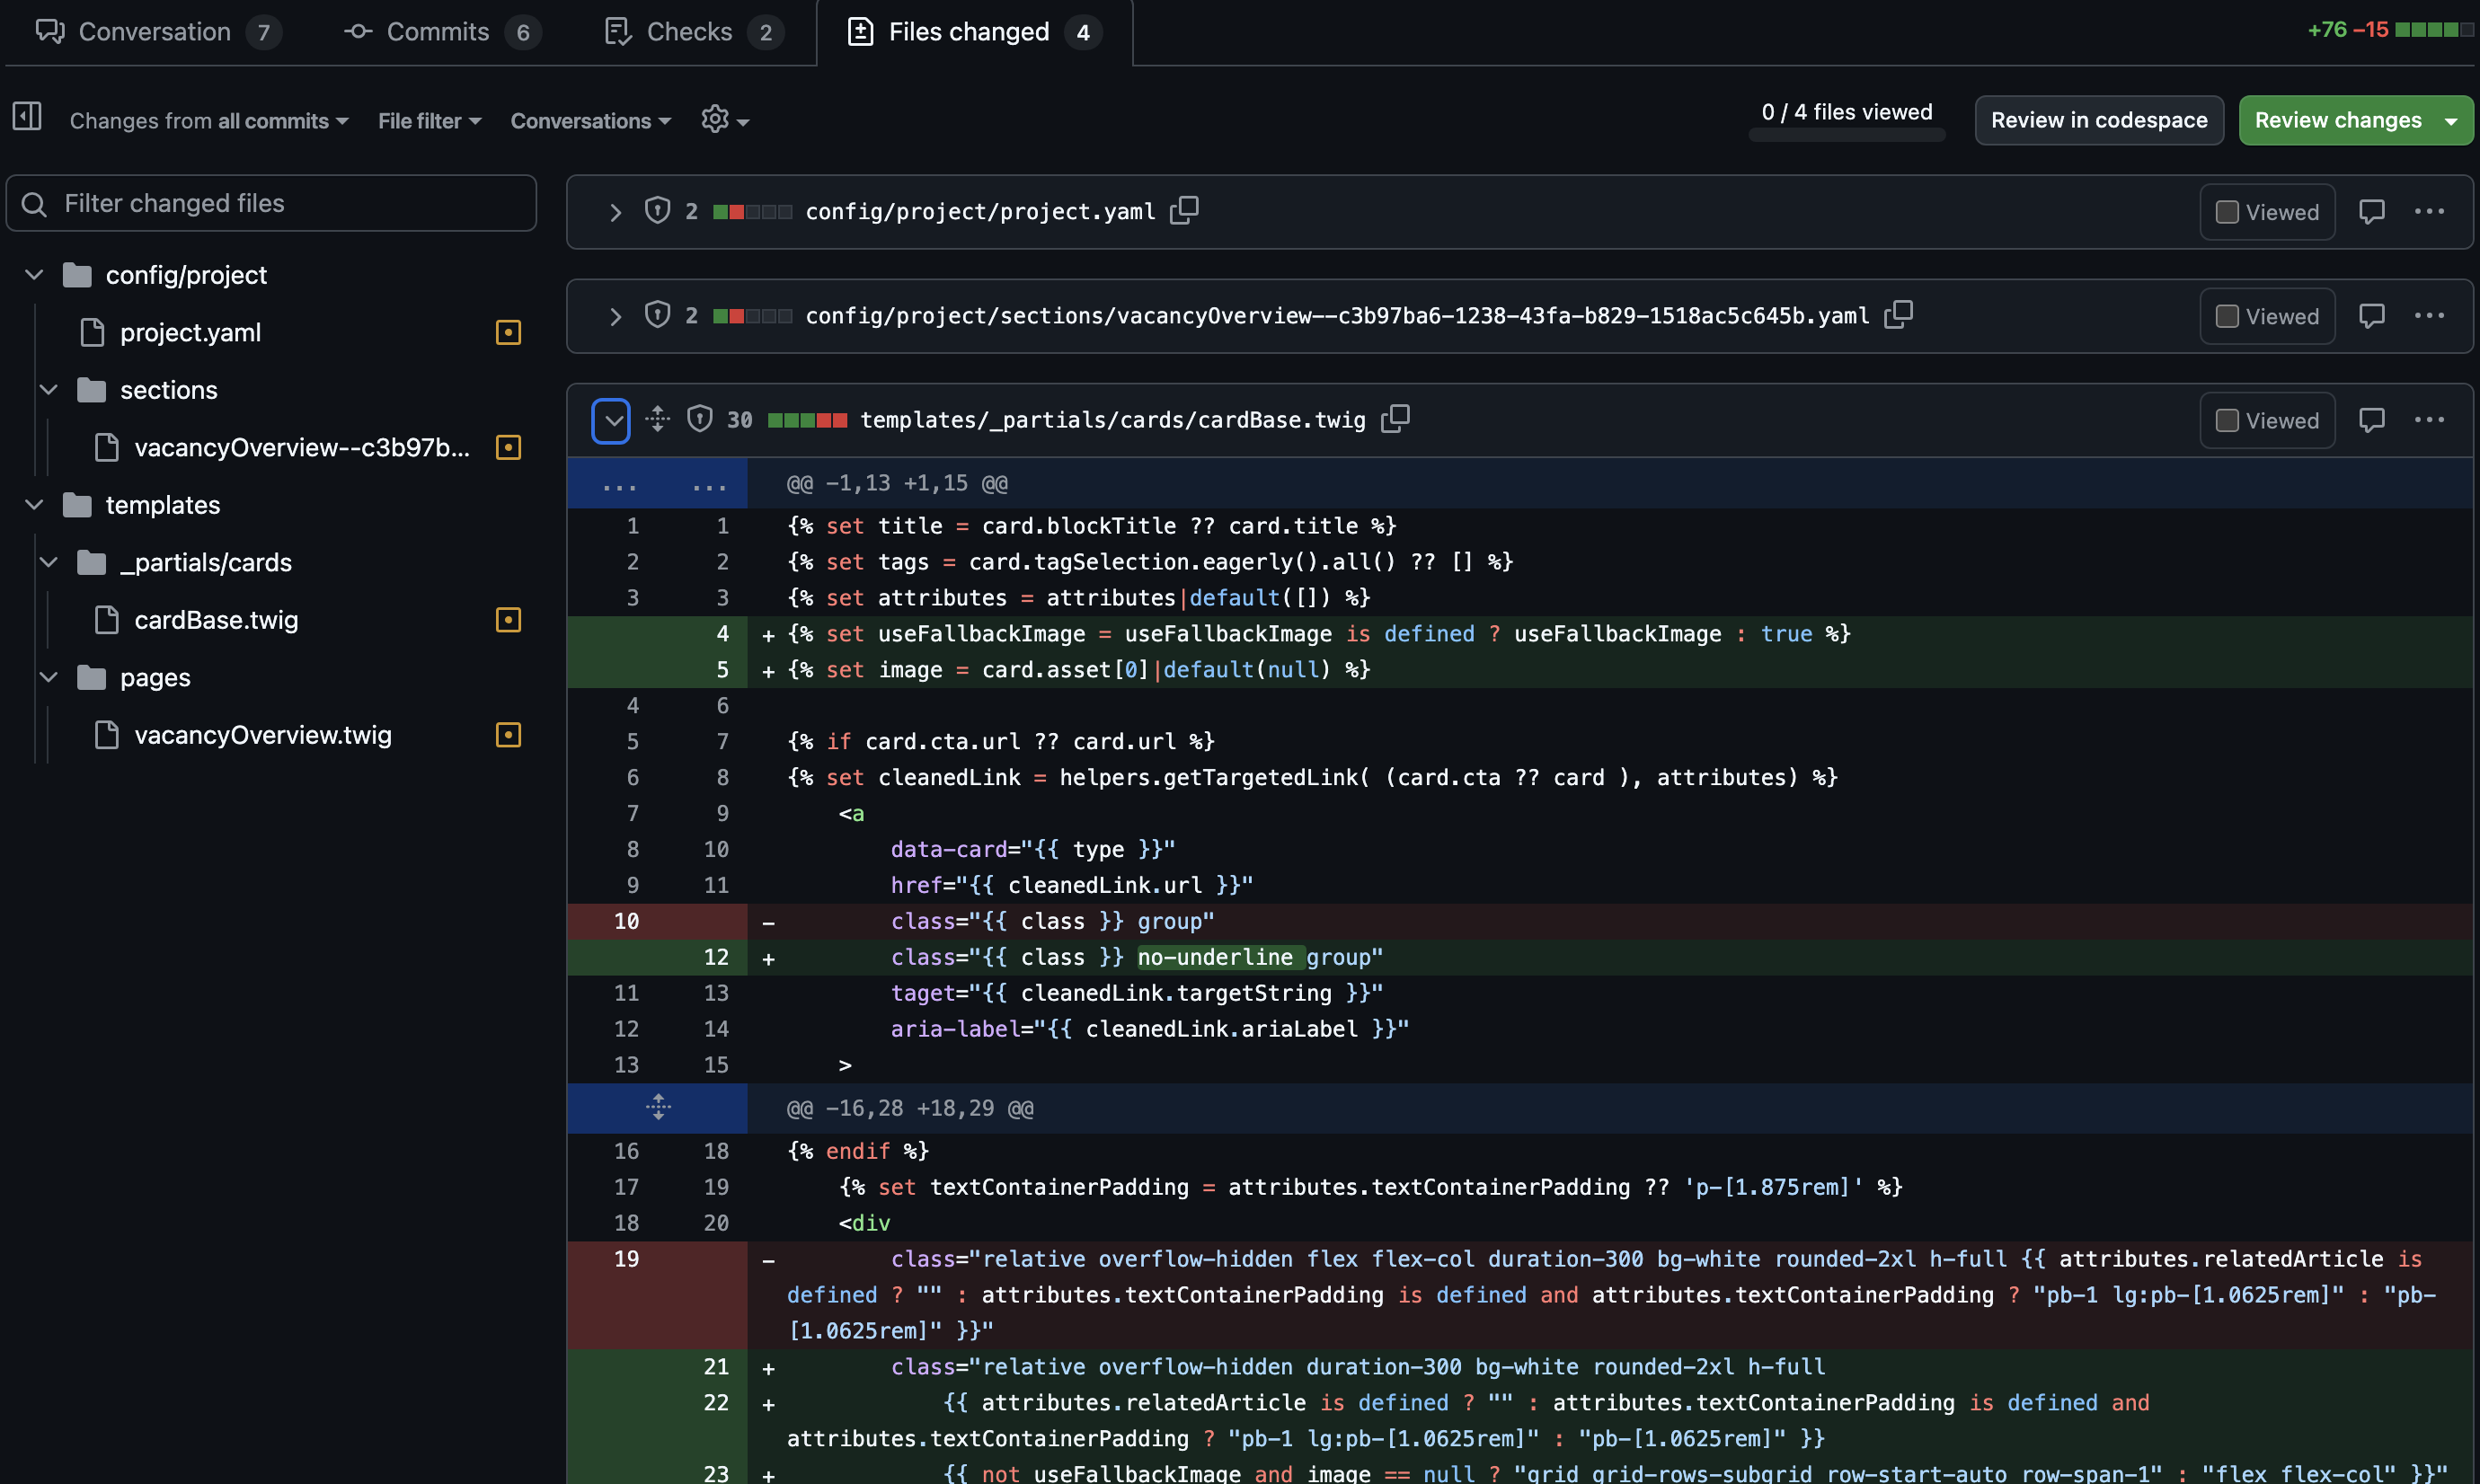 Conversation 7
Commits 6
Checks 2
Files changed 4
+76 −15
Changes from all commits
File filter
Conversations
0 / 4 files viewed
Review in codespace
Review changes
Filter changed files
config/project
project.yaml
sections
vacancyOverview--c3b97b...
templates
_partials/cards
cardBase.twig
pages
vacancyOverview.twig
2 config/project/project.yaml
Viewed
2 config/project/sections/vacancyOverview--c3b97ba6-1238-43fa-b829-1518ac5c645b.yaml
Viewed
30 templates/_partials/cards/cardBase.twig
Viewed
... ... @@ -1,13 +1,15 @@
1 1 {% set title = card.blockTitle ?? card.title %}
2 2 {% set tags = card.tagSelection.eagerly().all() ?? [] %}
3 3 {% set attributes = attributes|default([]) %}
4 + {% set useFallbackImage = useFallbackImage is defined ? useFallbackImage : true %}
5 + {% set image = card.asset[0]|default(null) %}
4 6
5 7 {% if card.cta.url ?? card.url %}
6 8 {% set cleanedLink = helpers.getTargetedLink( (card.cta ?? card ), attributes) %}
7 9 <a
8 10 data-card="{{ type }}"
9 11 href="{{ cleanedLink.url }}"
10 − class="{{ class }} group"
12 + class="{{ class }} no-underline group"
11 13 taget="{{ cleanedLink.targetString }}"
12 14 aria-label="{{ cleanedLink.ariaLabel }}"
13 15 >
@@ -16,28 +18,29 @@
16 18 {% endif %}
17 19 {% set textContainerPadding = attributes.textContainerPadding ?? 'p-[1.875rem]' %}
18 20 <div
19 − class="relative overflow-hidden flex flex-col duration-300 bg-white rounded-2xl h-full {{ attributes.relatedArticle is
defined ? "" : attributes.textContainerPadding is defined and attributes.textContainerPadding ? "pb-1 lg:pb-[1.0625rem]" : "pb-
[1.0625rem]" }}"
21 + class="relative overflow-hidden duration-300 bg-white rounded-2xl h-full
22 + {{ attributes.relatedArticle is defined ? "" : attributes.textContainerPadding is defined and
attributes.textContainerPadding ? "pb-1 lg:pb-[1.0625rem]" : "pb-[1.0625rem]" }}
23 + {{ not useFallbackImage and image == null ? "grid grid-rows-subgrid row-start-auto row-span-1" : "flex flex-col" }}"